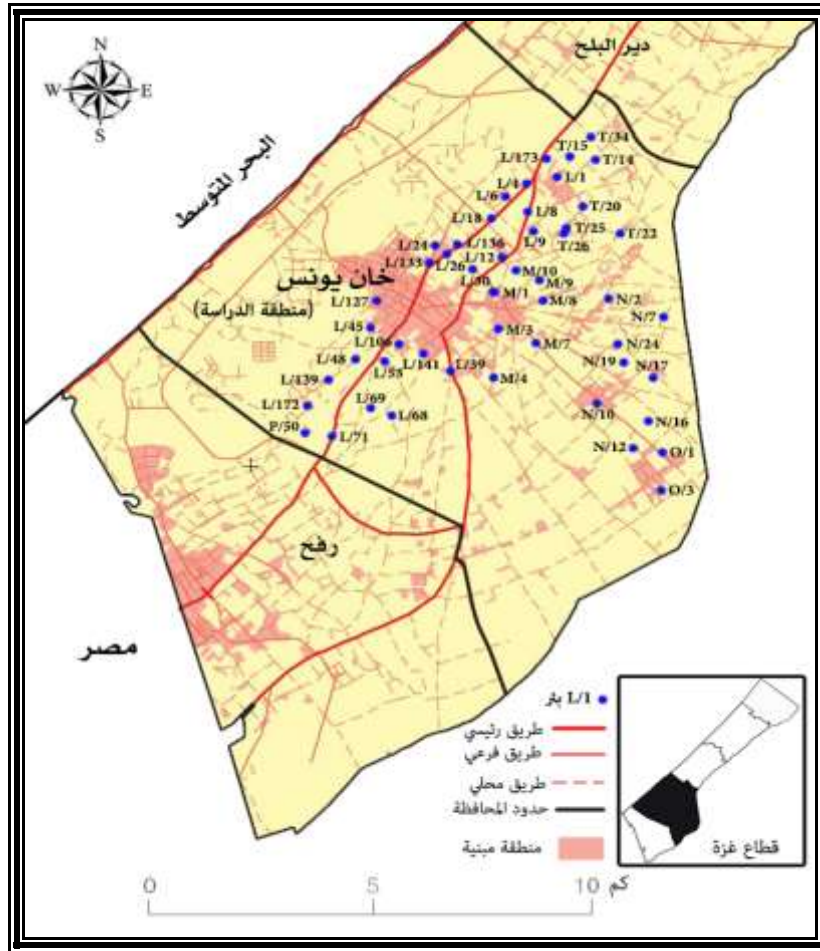 N
W E
S
دير البلح
البحر المتوسط
T/34
T/15
L/173
T/14
L/4
L/1
L/6
T/20
L/8
L/18
T/25
L/9
T/26
T/22
L/24
L/136
L/133
L/26
L/12
M/10
خان يونس
L/30
M/9
(منطقة الدراسة)
L/127
M/1
M/8
N/2
N/7
L/45
M/3
L/106
M/7
N/24
L/48
L/55
L/141
L/39
N/19
N/17
L/139
M/4
L/172
L/69
L/68
N/10
P/50
L/71
N/16
N/12
O/1
O/3
رفح
مصر
L/1 بئر
طريق رئيسي
طريق فرعي
طريق محلي
حدود المحافظة
منطقة مبنية
قطاع غزة
0 5 10 كم